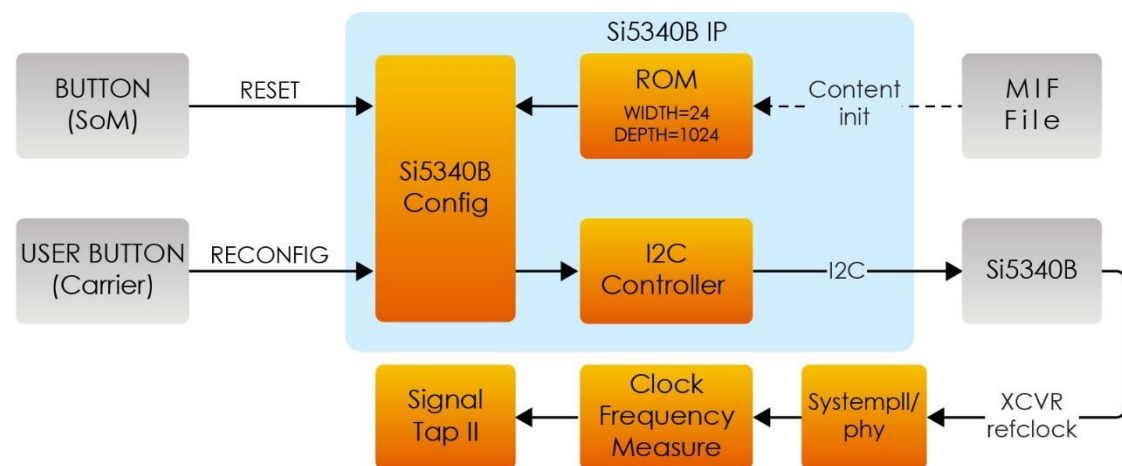 Si5340B IP
BUTTON
(SoM)
RESET
Si5340B
Config
ROM
WIDTH=24
DEPTH=1024
Content
init
MIF
File
USER BUTTON
(Carrier)
RECONFIG
I2C
Controller
I2C
Si5340B
Signal
Tap II
Clock
Frequency
Measure
Systempll/
phy
XCVR
refclock